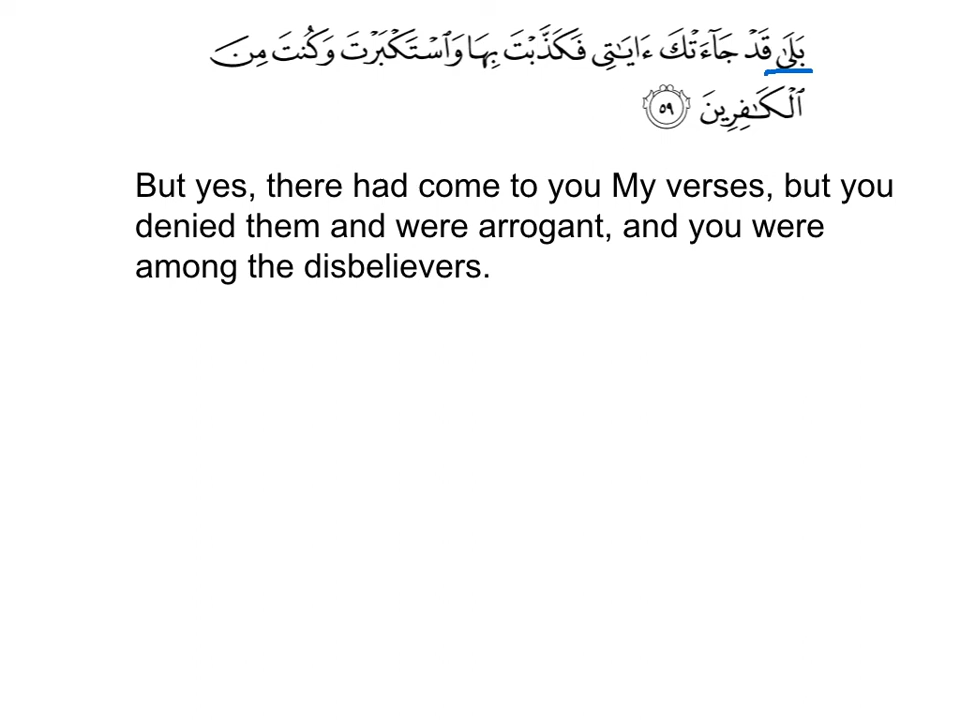 بَلَىٰ قَدْ جَآءَتْكَ ءَايَـٰتِى فَكَذَّبْتَ بِهَا وَٱسْتَكْبَرْتَ وَكُنتَ مِنَ
ٱلْكَـٰفِرِينَ ٥٩
But yes, there had come to you My verses, but you
denied them and were arrogant, and you were
among the disbelievers.